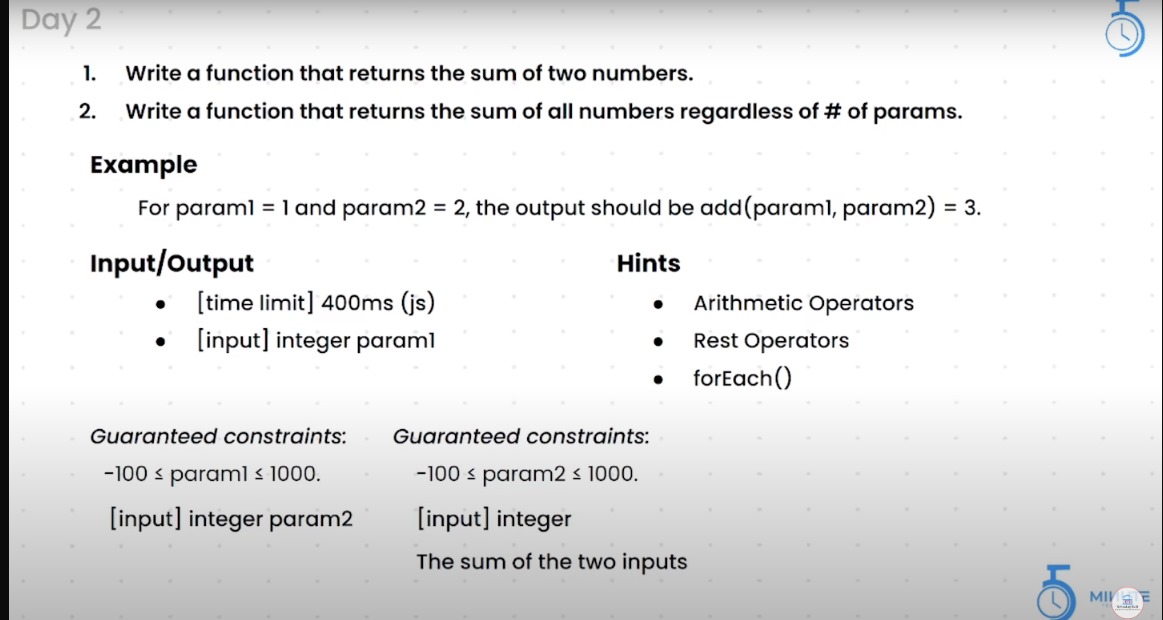 Day 2
1. Write a function that returns the sum of two numbers.
2. Write a function that returns the sum of all numbers regardless of # of params.
Example
For param1 = 1 and param2 = 2, the output should be add(param1, param2) = 3.
Input/Output
• [time limit] 400ms (js)
• [input] integer param1
Hints
• Arithmetic Operators
• Rest Operators
• forEach()
Guaranteed constraints:
-100 ≤ param1 ≤ 1000.
[input] integer param2
Guaranteed constraints:
-100 ≤ param2 ≤ 1000.
[input] integer
The sum of the two inputs